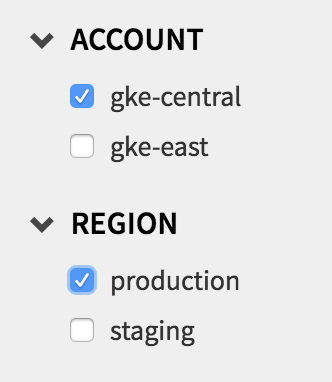 ACCOUNT
gke-central
gke-east
REGION
production
staging